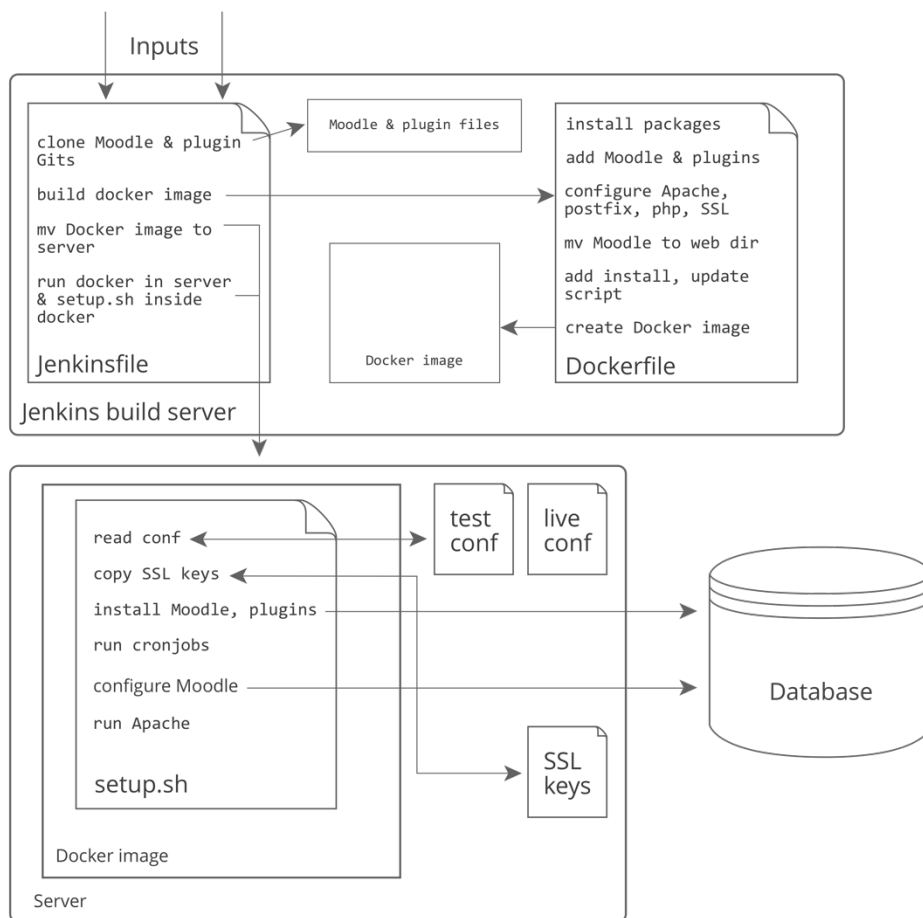 Inputs
clone Moodle & plugin
Gits
build docker image
mv Docker image to
server
run docker in server
& setup.sh inside
docker
Jenkinsfile
Moodle & plugin files
Docker image
install packages
add Moodle & plugins
configure Apache,
postfix, php, SSL
mv Moodle to web dir
add install, update
script
create Docker image
Dockerfile
Jenkins build server
read conf
copy SSL keys
install Moodle, plugins
run cronjobs
configure Moodle
run Apache
setup.sh
Docker image
test
conf
live
conf
SSL
keys
Server
Database